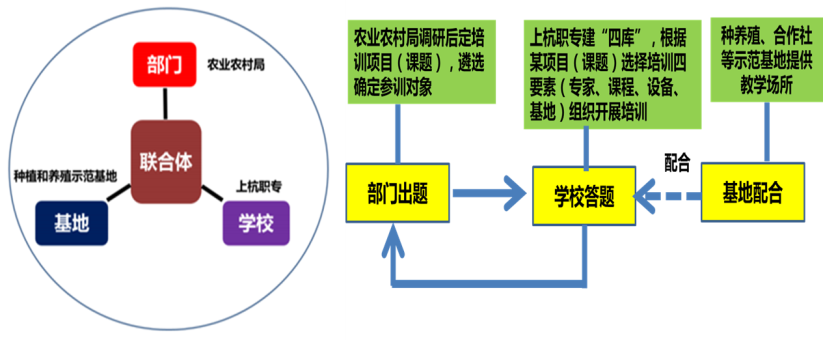 部门
农业农村局
联合体
种植和养殖示范基地
上杭职专
基地
学校
农业农村局调研后定培
训项目（课题），遴选
确定参训对象
上杭职专建“四库”，根据
某项目（课题）选择培训四
要素（专家、课程、设备、
基地）组织开展培训
种养殖、合作社
等示范基地提供
教学场所
部门出题
学校答题
配合
基地配合